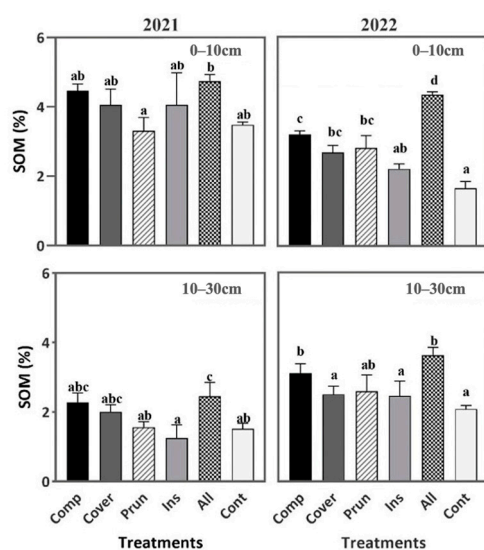 2021 2022
0–10cm 0–10cm
SOM (%)
6
4
2
0
ab ab a ab b ab
c bc bc ab d a
10–30cm 10–30cm
SOM (%)
6
4
2
0
abc abc ab a c ab
b a ab a b a
Comp Cover Prun Ins All Cont
Comp Cover Prun Ins All Cont
Treatments Treatments